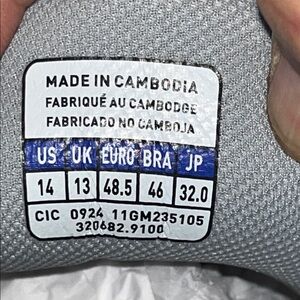 MADE IN CAMBODIA
FABRIQUÉ AU CAMBODGE
FABRICADO NO CAMBOJA
US UK EURO BRA JP
14 13 48.5 46 32.0
CIC 0924 11GM235105
320682.9100